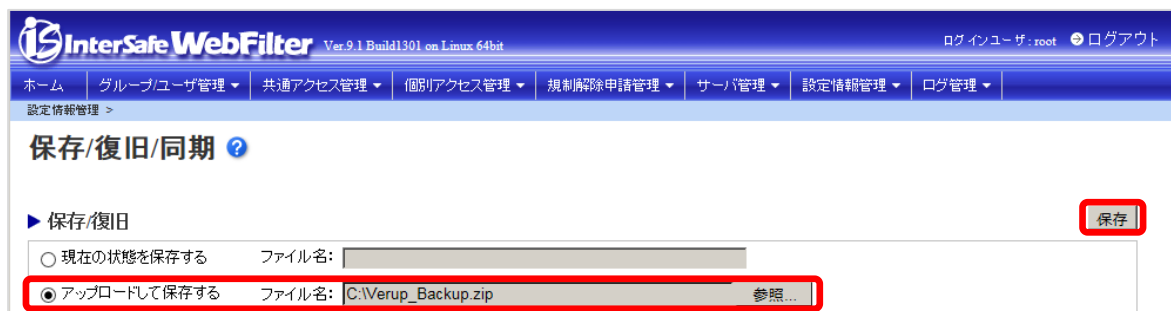 InterSafe WebFilter Ver.9.1 Build1301 on Linux 64bit ログインユーザ:root ログアウト
ホーム グループ/ユーザ管理▼ 共通アクセス管理▼ 個別アクセス管理▼ 規制解除申請管理▼ サーバ管理▼ 設定情報管理▼ ログ管理▼
設定情報管理 >
保存/復旧/同期 ?
▶ 保存/復旧 保存
現在の状態を保存する ファイル名:
アップロードして保存する ファイル名: C:\Verup_Backup.zip 参照...